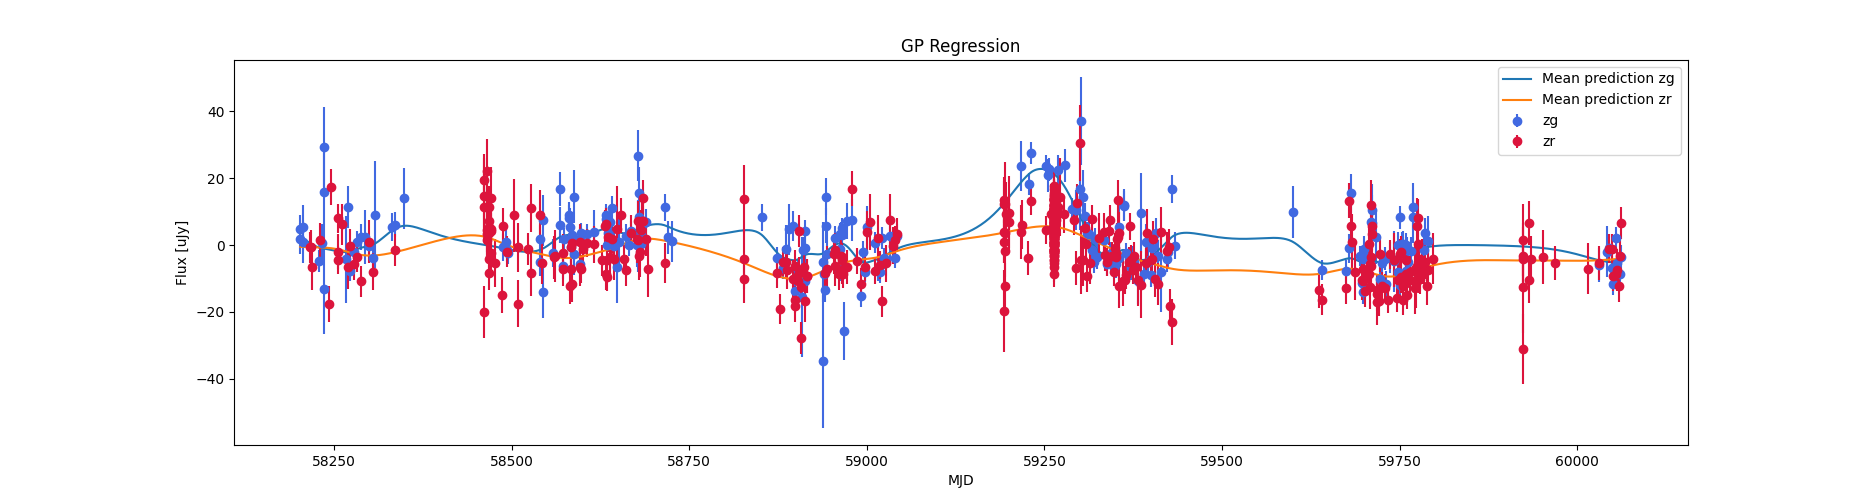 GP Regression
Mean prediction zg
Mean prediction zr
zg
zr
Flux [uJy]
40
20
0
−20
−40
58250
58500
58750
59000
59250
59500
59750
60000
MJD